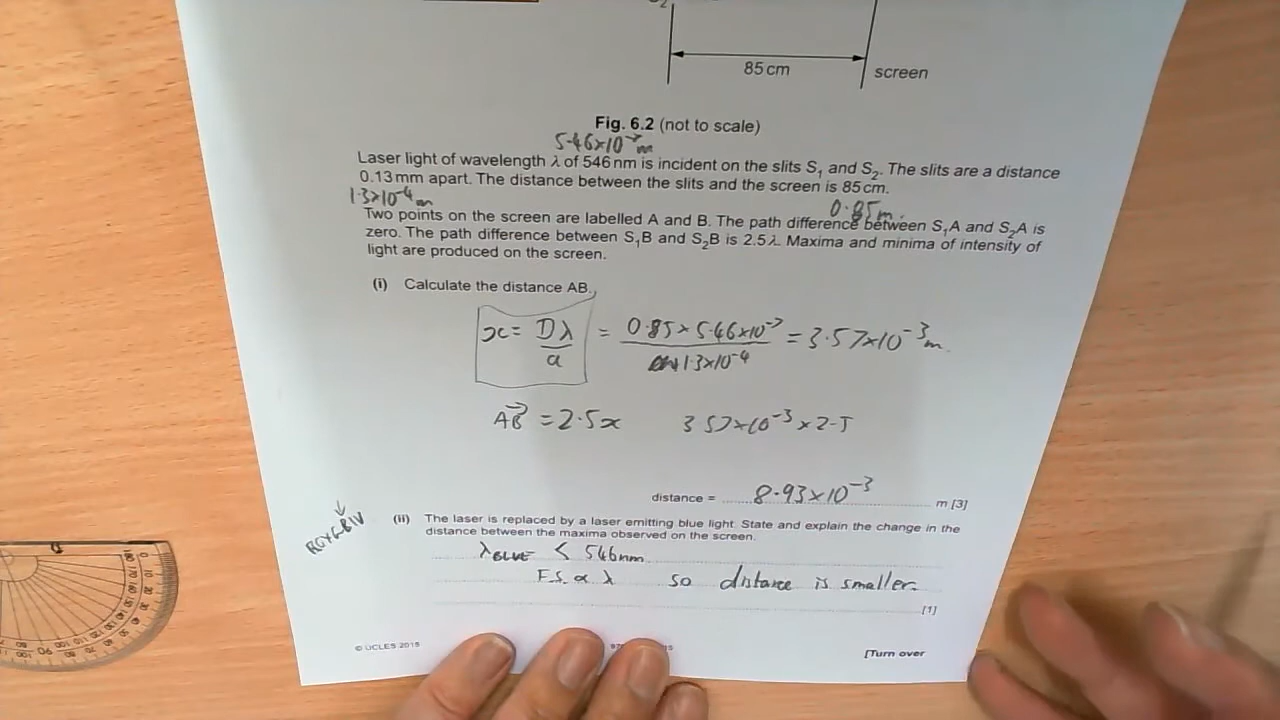 85 cm
screen
Fig. 6.2 (not to scale)
5.46×10⁻⁷ m
Laser light of wavelength λ of 546 nm is incident on the slits S₁ and S₂. The slits are a distance
0.13 mm apart. The distance between the slits and the screen is 85 cm.
1.3×10⁻⁴ m
0.85m
Two points on the screen are labelled A and B. The path difference between S₁A and S₂A is
zero. The path difference between S₁B and S₂B is 2.5λ. Maxima and minima of intensity of
light are produced on the screen.
(i) Calculate the distance AB.
x = Dλ/a = 0.85 × 5.46×10⁻⁷ / 1.3×10⁻⁴ = 3.57×10⁻³ m
AB = 2.5x 3.57×10⁻³ × 2.5
distance = 8.93×10⁻³ m [3]
ROYGBIV
(ii) The laser is replaced by a laser emitting blue light. State and explain the change in the
distance between the maxima observed on the screen.
λ BLUE < 546nm
F.S. ∝ λ so distance is smaller.
[1]
© UCLES 2015
[Turn over